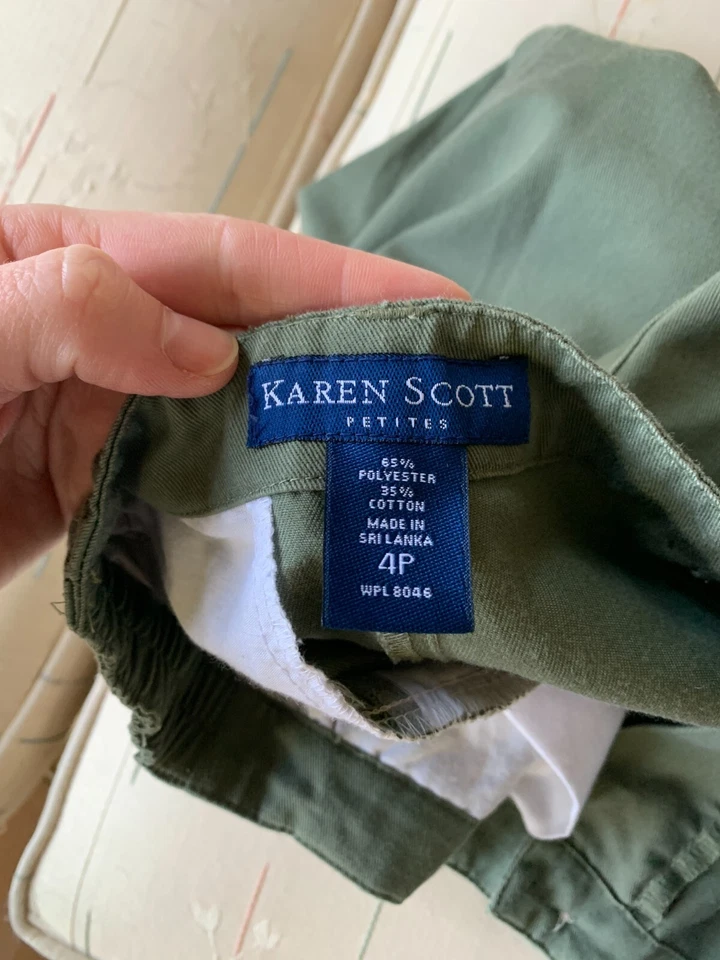 KAREN SCOTT
PETITES
65%
POLYESTER
35%
COTTON
MADE IN
SRI LANKA
4P
WPL 8046